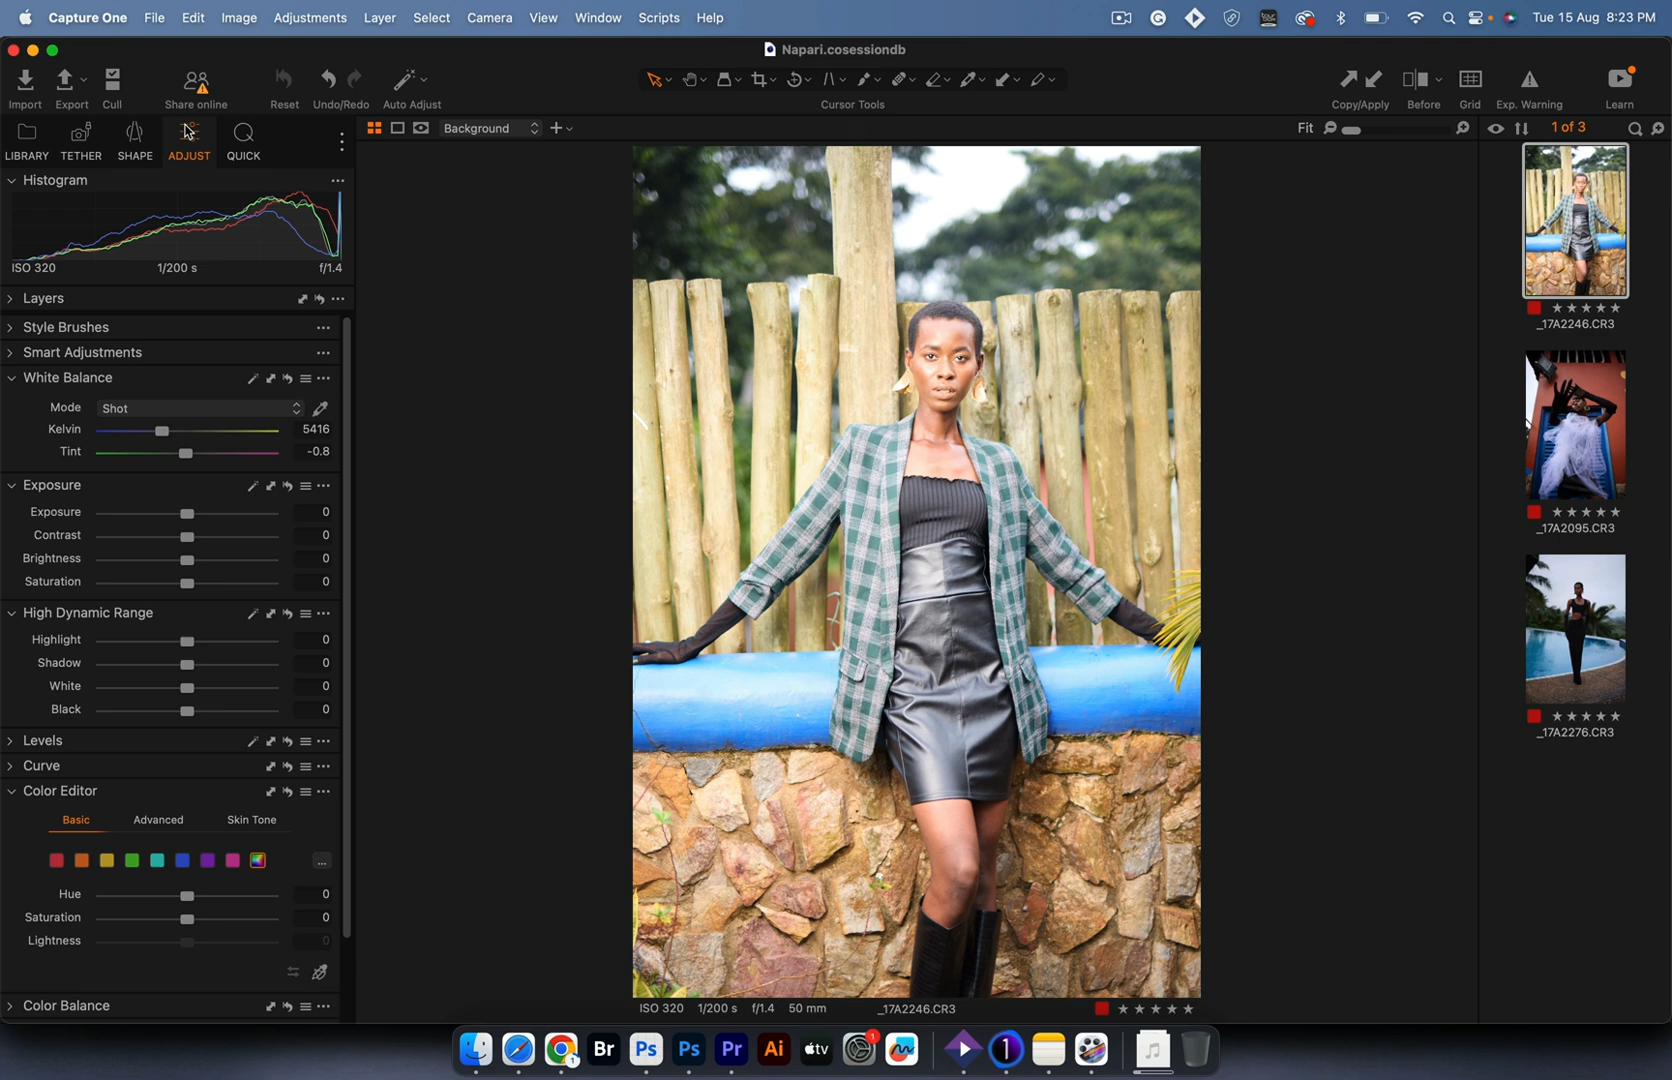 Capture One File Edit Image Adjustments Layer Select Camera View Window Scripts Help Tue 15 Aug 8:23 PM
Napari.cosessiondb
Import Export Cull Share online Reset Undo/Redo Auto Adjust Cursor Tools Copy/Apply Before Grid Exp. Warning Learn
LIBRARY TETHER SHAPE ADJUST QUICK
Background
Fit
1 of 3
Histogram
ISO 320 1/200 s f/1.4
Layers
Style Brushes
Smart Adjustments
White Balance
Mode Shot
Kelvin 5416
Tint -0.8
Exposure
Exposure 0
Contrast 0
Brightness 0
Saturation 0
High Dynamic Range
Highlight 0
Shadow 0
White 0
Black 0
Levels
Curve
Color Editor
Basic Advanced Skin Tone
...
Hue 0
Saturation 0
Lightness 0
Color Balance
ISO 320 1/200 s f/1.4 50 mm _17A2246.CR3
_17A2246.CR3
_17A2095.CR3
_17A2276.CR3
Br Ps Ps Pr Ai tv 1 1